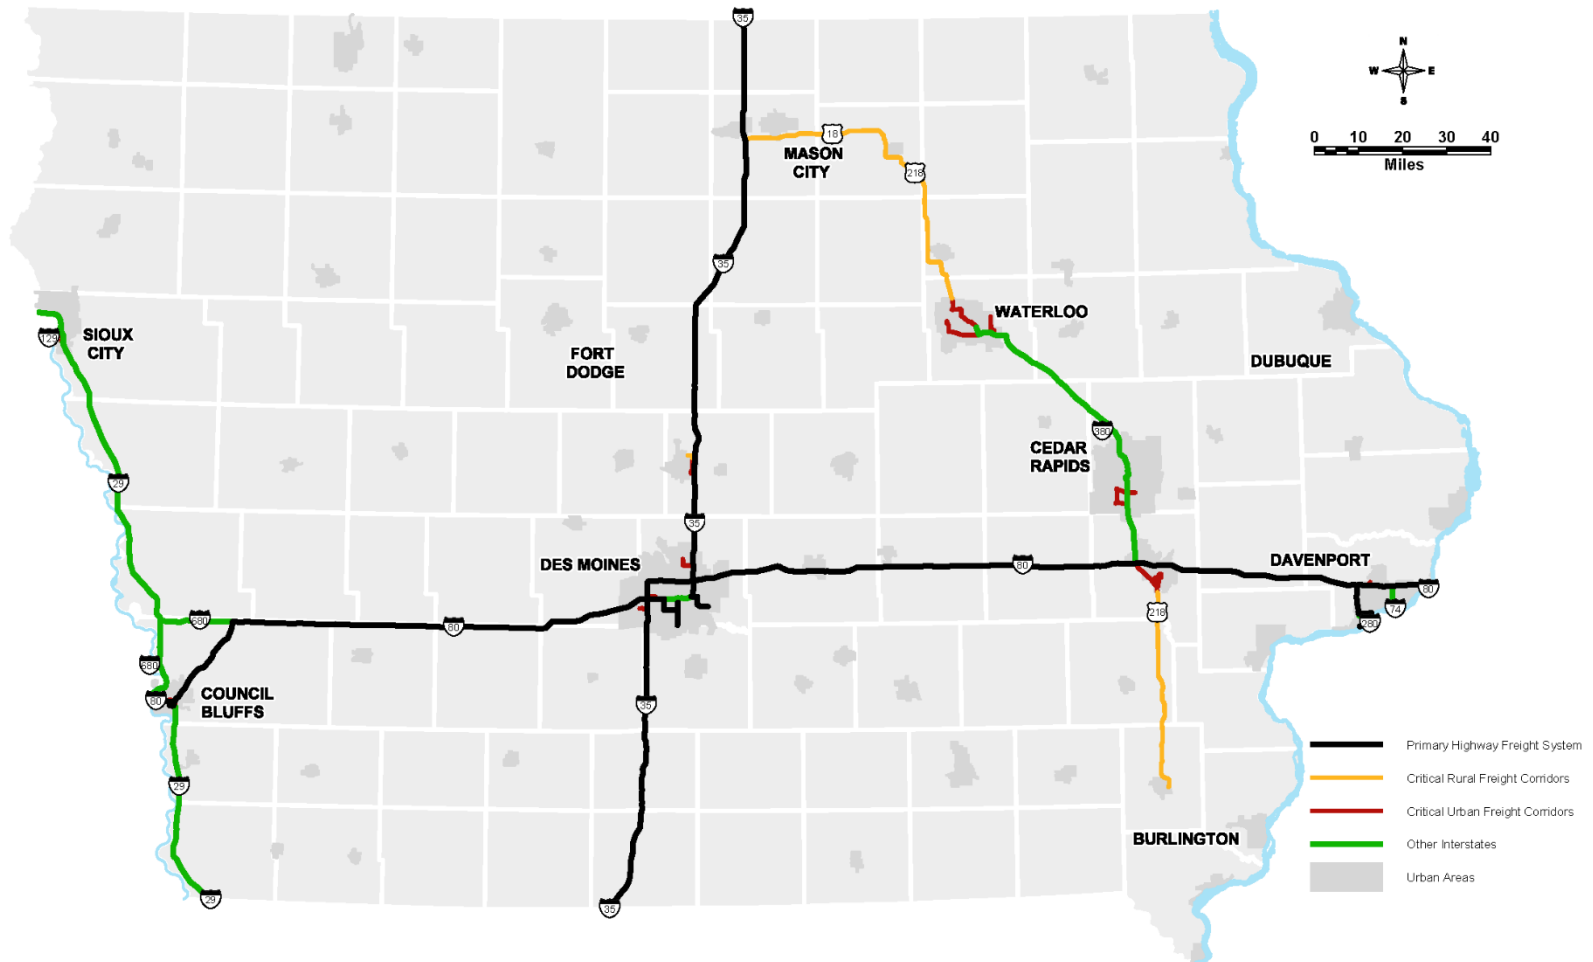 35
N
W E
S
0 10 20 30 40
Miles
18
MASON
CITY
218
35
WATERLOO
129
SIOUX
CITY
FORT
DODGE
DUBUQUE
380
CEDAR
RAPIDS
29
35
DES MOINES
80
DAVENPORT
80
74
280
218
680
80
680
80
COUNCIL
BLUFFS
35
29
Primary Highway Freight System
Critical Rural Freight Corridors
Critical Urban Freight Corridors
BURLINGTON
Other Interstates
Urban Areas
29
35